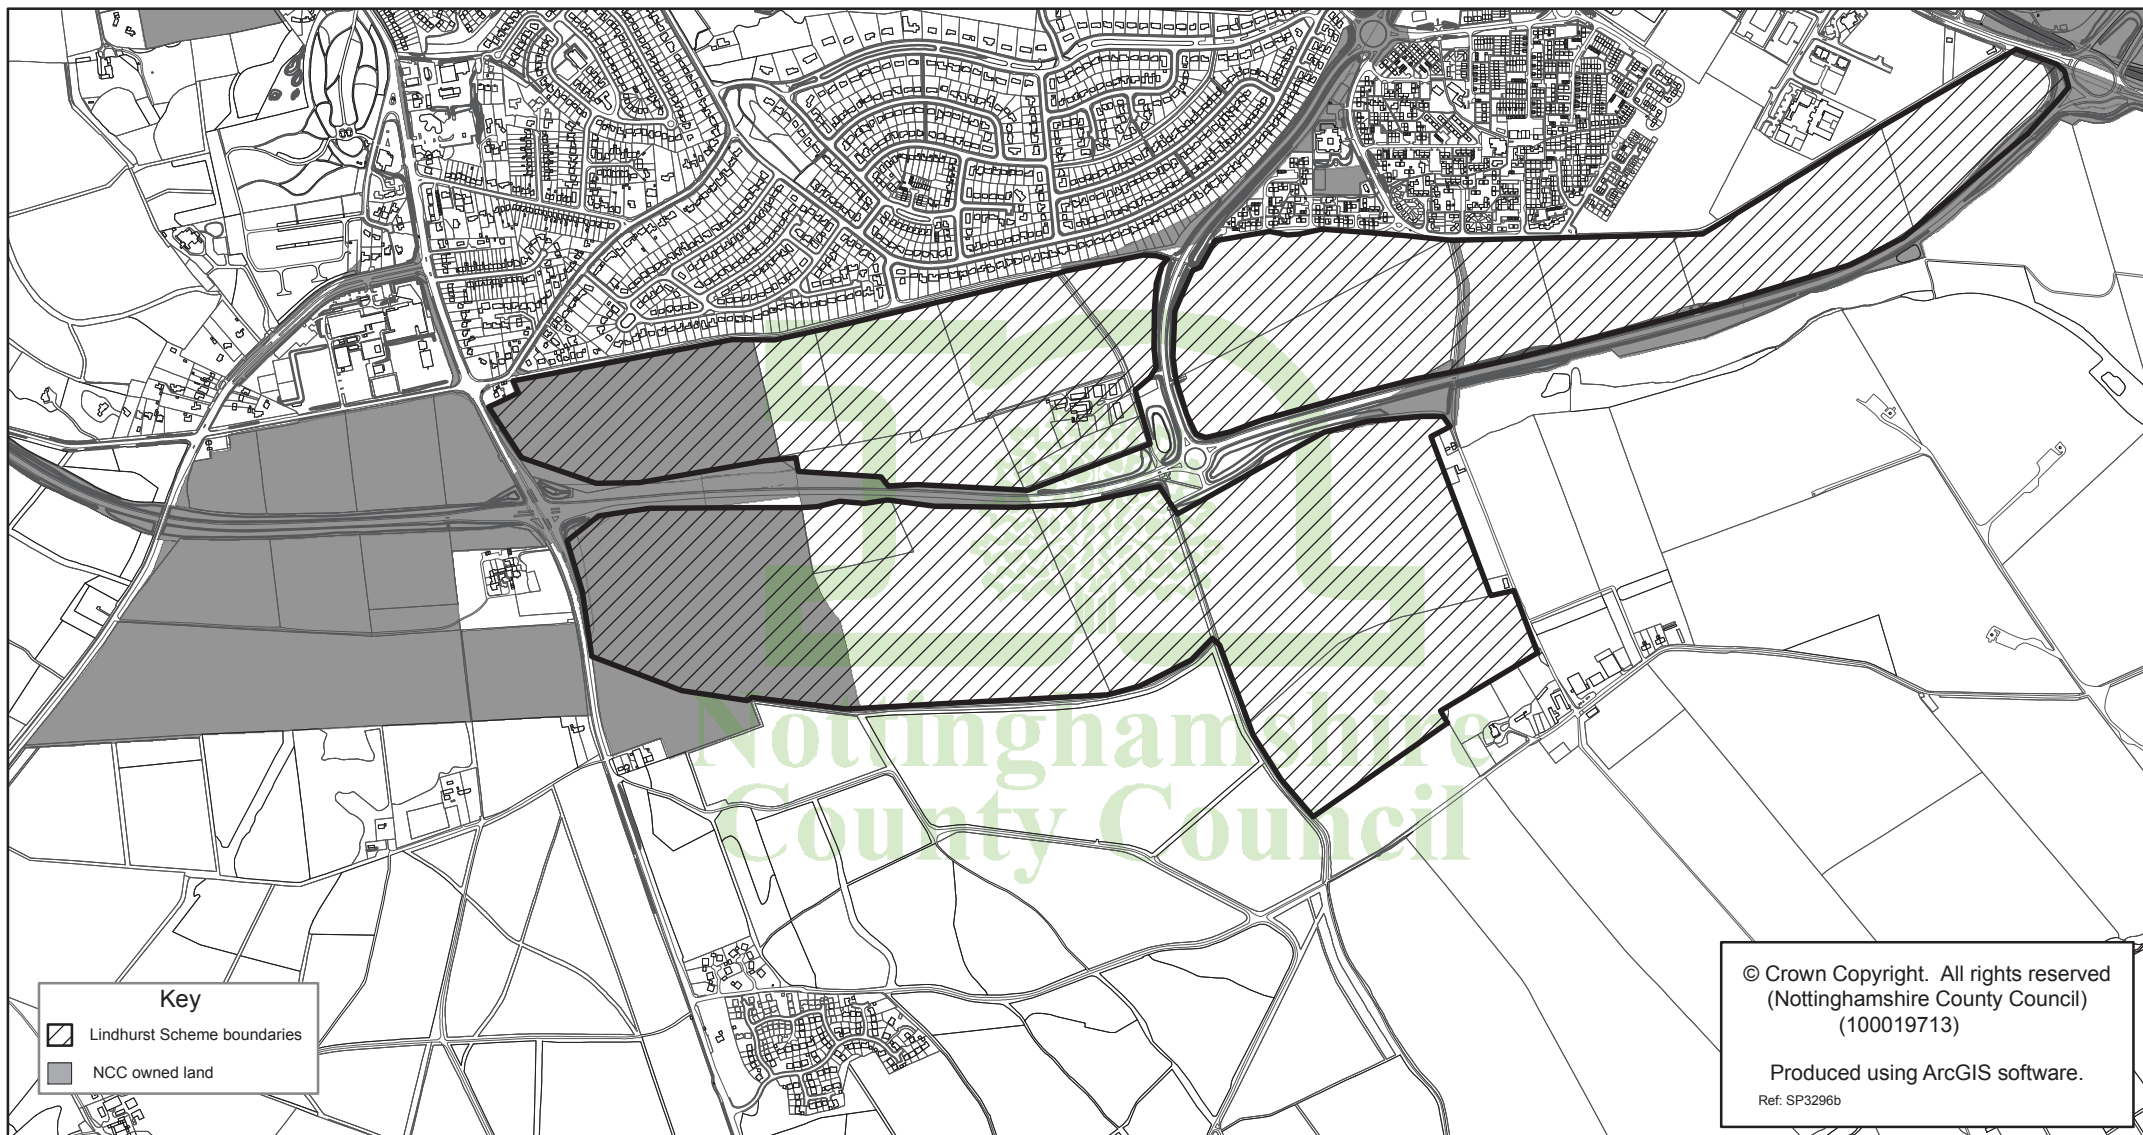 Nottinghamshire
County Council
Key
Lindhurst Scheme boundaries
NCC owned land
© Crown Copyright. All rights reserved
(Nottinghamshire County Council)
(100019713)
Produced using ArcGIS software.
Ref: SP3296b